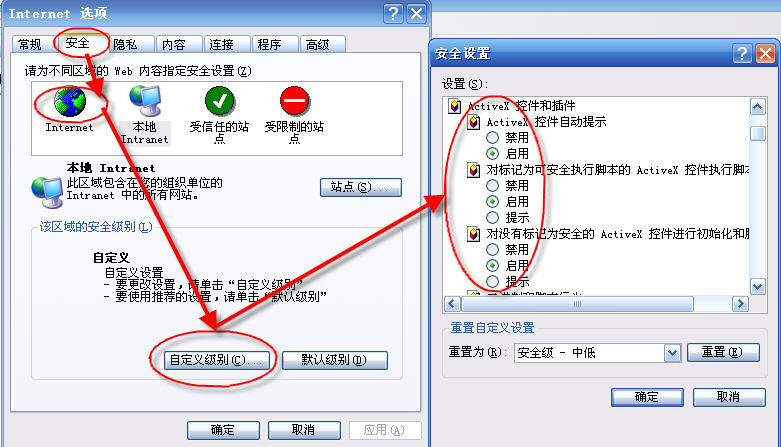 Internet 选项
常规 安全 隐私 内容 连接 程序 高级
请为不同区域的 Web 内容指定安全设置(Z)
Internet
本地
Intranet
受信任的站
点
受限制的站
点
本地 Intranet
此区域包含在您的组织单位的
Intranet 中的所有网站。
站点(S)...
该区域的安全级别(L)
自定义
自定义设置
- 要更改设置，请单击“自定义级别”
- 要使用推荐的设置，请单击“默认级别”
自定义级别(C)...
默认级别(D)
确定 取消 应用(A)
安全设置
设置(S):
ActiveX 控件和插件
ActiveX 控件自动提示
禁用
启用
对标记为可安全执行脚本的 ActiveX 控件执行脚本
禁用
启用
提示
对没有标记为安全的 ActiveX 控件进行初始化和脚
禁用
启用
提示
重置自定义设置
重置为(R):
安全级 - 中低
重置(E)
确定 取消